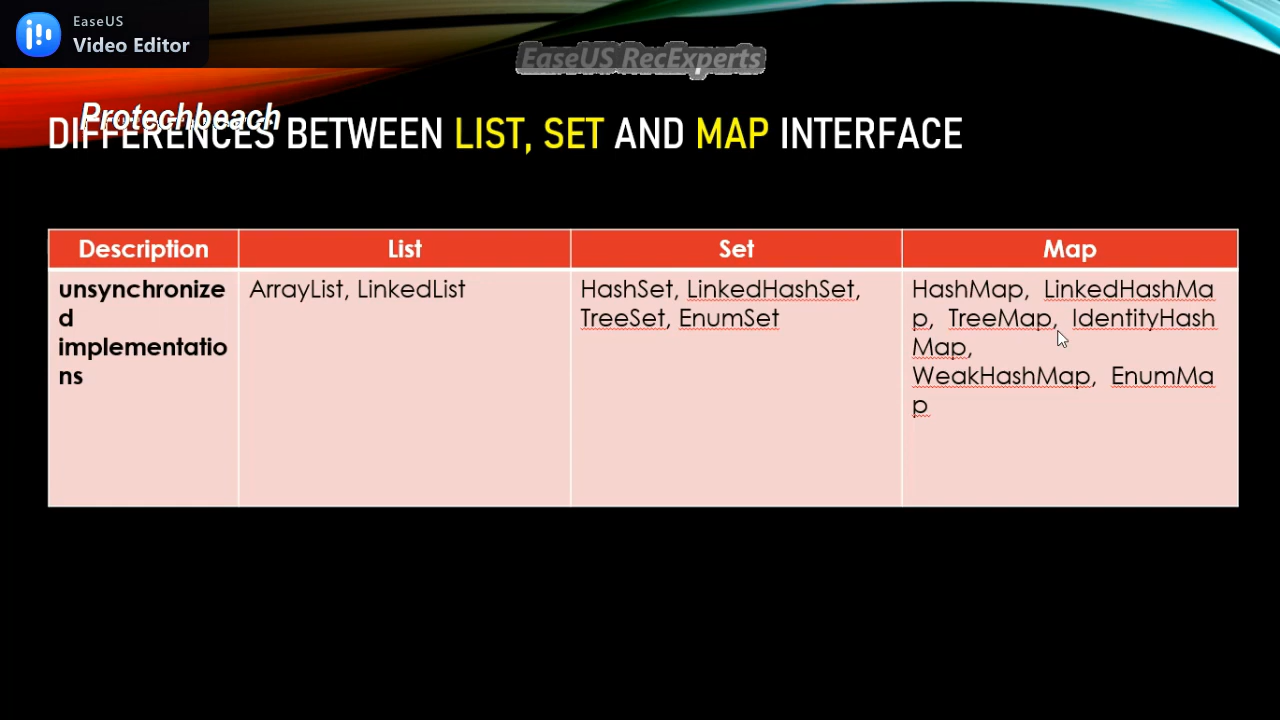 EaseUS
Video Editor
EaseUS RecExperts
Protechbeach
DIFFERENCES BETWEEN LIST, SET AND MAP INTERFACE
Description
List
Set
Map
unsynchronize
d
implementatio
ns
ArrayList, LinkedList
HashSet, LinkedHashSet,
TreeSet, EnumSet
HashMap, LinkedHashMa
p, TreeMap, IdentityHash
Map,
WeakHashMap, EnumMa
p